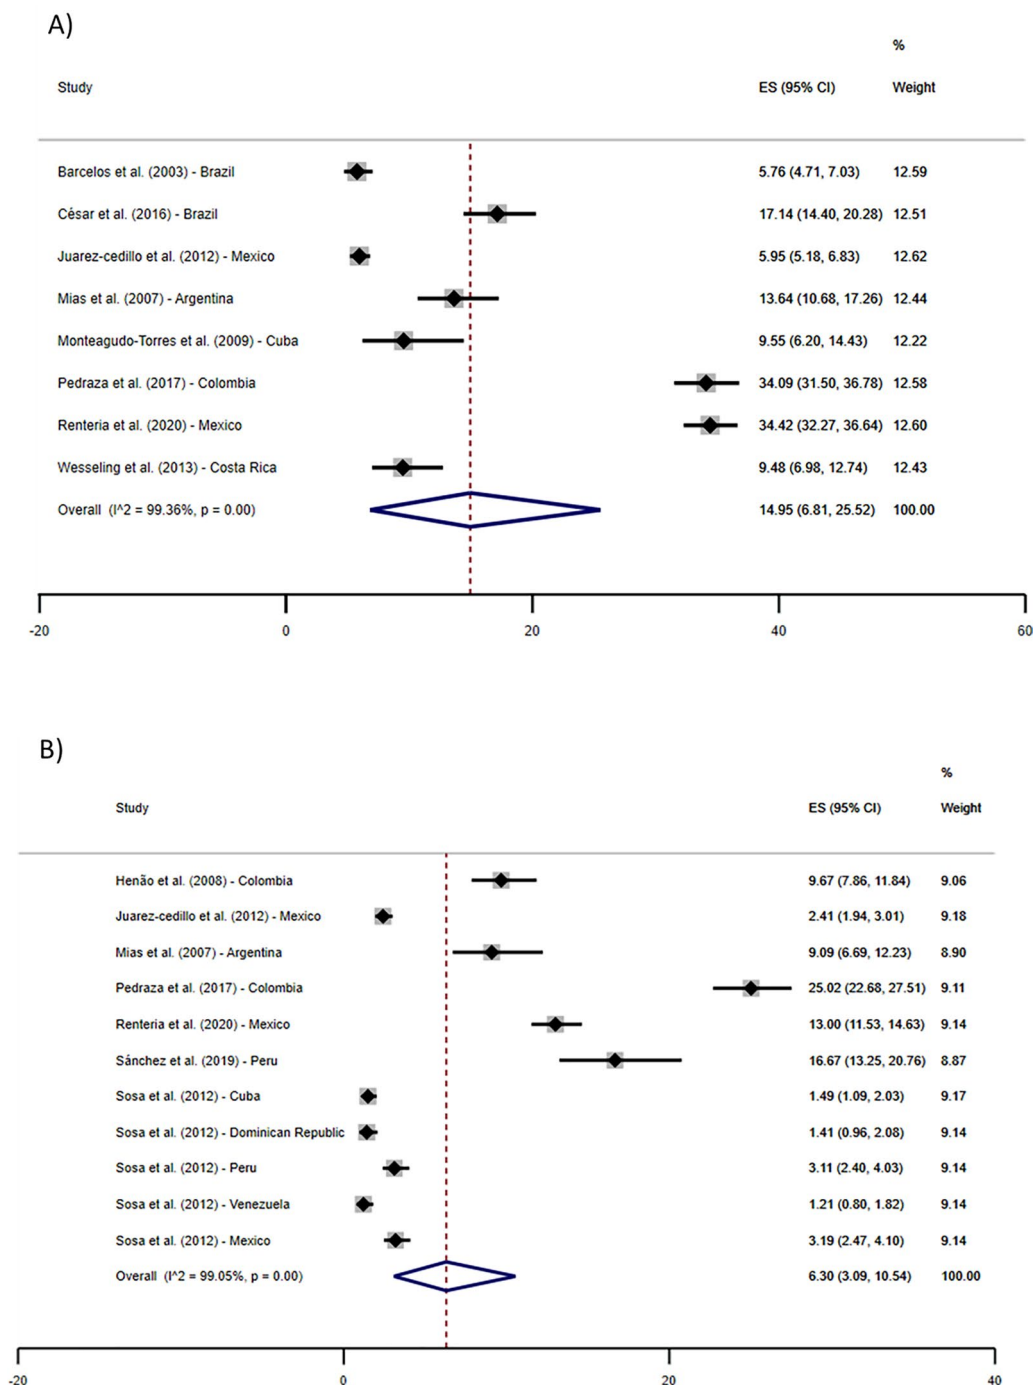 A)
%
Study ES (95% CI) Weight
Barcelos et al. (2003) - Brazil 5.76 (4.71, 7.03) 12.59
César et al. (2016) - Brazil 17.14 (14.40, 20.28) 12.51
Juarez-cedillo et al. (2012) - Mexico 5.95 (5.18, 6.83) 12.62
Mias et al. (2007) - Argentina 13.64 (10.68, 17.26) 12.44
Monteagudo-Torres et al. (2009) - Cuba 9.55 (6.20, 14.43) 12.22
Pedraza et al. (2017) - Colombia 34.09 (31.50, 36.78) 12.58
Renteria et al. (2020) - Mexico 34.42 (32.27, 36.64) 12.60
Wesseling et al. (2013) - Costa Rica 9.48 (6.98, 12.74) 12.43
Overall (I^2 = 99.36%, p = 0.00) 14.95 (6.81, 25.52) 100.00
-20 0 20 40 60
B)
%
Study ES (95% CI) Weight
Henão et al. (2008) - Colombia 9.67 (7.86, 11.84) 9.06
Juarez-cedillo et al. (2012) - Mexico 2.41 (1.94, 3.01) 9.18
Mias et al. (2007) - Argentina 9.09 (6.69, 12.23) 8.90
Pedraza et al. (2017) - Colombia 25.02 (22.68, 27.51) 9.11
Renteria et al. (2020) - Mexico 13.00 (11.53, 14.63) 9.14
Sánchez et al. (2019) - Peru 16.67 (13.25, 20.76) 8.87
Sosa et al. (2012) - Cuba 1.49 (1.09, 2.03) 9.17
Sosa et al. (2012) - Dominican Republic 1.41 (0.96, 2.08) 9.14
Sosa et al. (2012) - Peru 3.11 (2.40, 4.03) 9.14
Sosa et al. (2012) - Venezuela 1.21 (0.80, 1.82) 9.14
Sosa et al. (2012) - Mexico 3.19 (2.47, 4.10) 9.14
Overall (I^2 = 99.05%, p = 0.00) 6.30 (3.09, 10.54) 100.00
-20 0 20 40